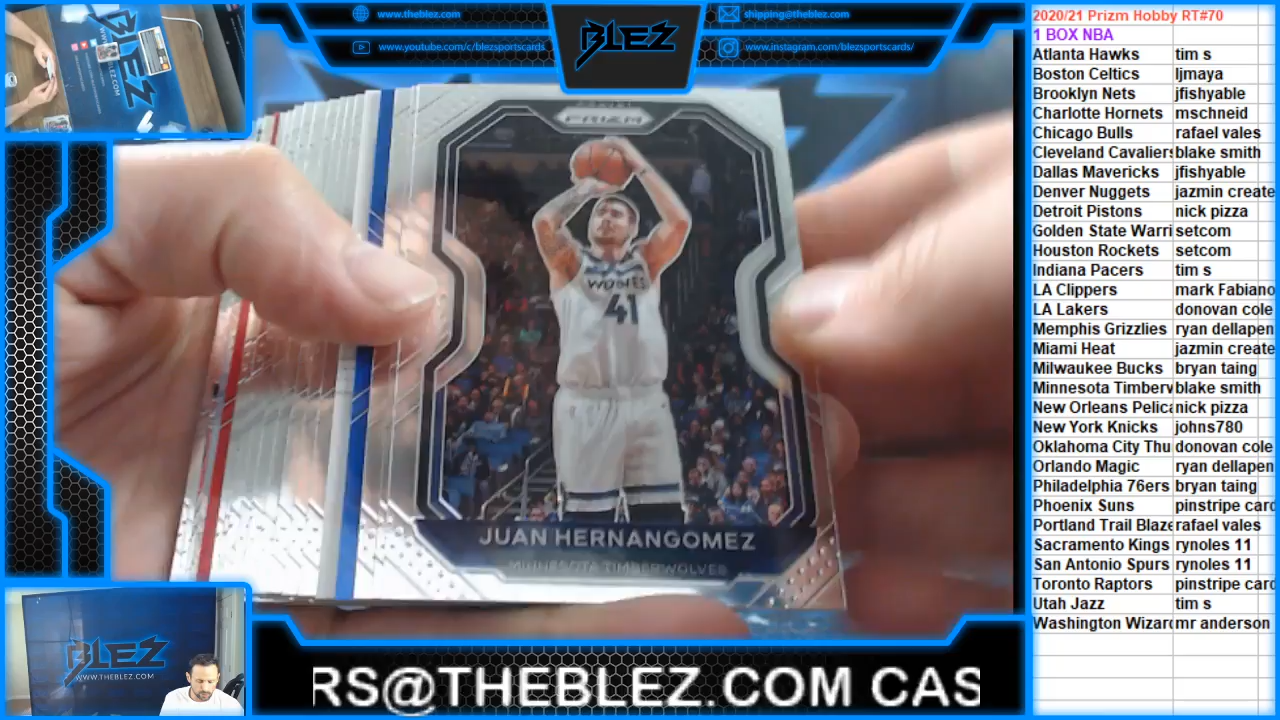 www.theblez.com
shipping@theblez.com
www.youtube.com/c/blezsportscards
www.instagram.com/blezsportscards/
BLEZ
PRIZM
WOLVES
41
JUAN HERNANGOMEZ
MINNESOTA TIMBERWOLVES
BLEZ
WWW.THEBLEZ.COM
RS@THEBLEZ.COM CAS
2020/21 Prizm Hobby RT#70
1 BOX NBA
Atlanta Hawks tim s
Boston Celtics ljmaya
Brooklyn Nets jfishyable
Charlotte Hornets mschneid
Chicago Bulls rafael vales
Cleveland Cavaliers blake smith
Dallas Mavericks jfishyable
Denver Nuggets jazmin create
Detroit Pistons nick pizza
Golden State Warri setcom
Houston Rockets setcom
Indiana Pacers tim s
LA Clippers mark Fabiano
LA Lakers donovan cole
Memphis Grizzlies ryan dellapen
Miami Heat jazmin create
Milwaukee Bucks bryan taing
Minnesota Timberv blake smith
New Orleans Pelica nick pizza
New York Knicks johns780
Oklahoma City Thu donovan cole
Orlando Magic ryan dellapen
Philadelphia 76ers bryan taing
Phoenix Suns pinstripe card
Portland Trail Blaze rafael vales
Sacramento Kings rynoles 11
San Antonio Spurs rynoles 11
Toronto Raptors pinstripe card
Utah Jazz tim s
Washington Wizard mr anderson